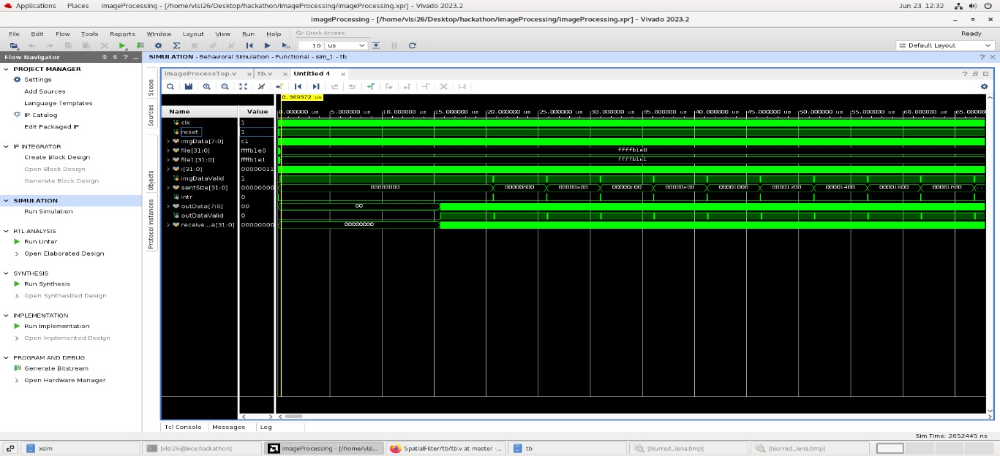 Applications Places imageProcessing - [/home/vlsi26/Desktop/hackathon/imageProcessing/imageProcessing.xpr] - Vivado 2023.2 Jun 23 12:32
imageProcessing - [/home/vlsi26/Desktop/hackathon/imageProcessing/imageProcessing.xpr] - Vivado 2023.2
File Edit Flow Tools Reports Window Layout View Run Help Quick Access Ready
10 us Default Layout
Flow Navigator SIMULATION - Behavioral Simulation - Functional - sim_1 - tb
PROJECT MANAGER
Settings
Add Sources
Language Templates
IP Catalog
Edit Packaged IP
IP INTEGRATOR
Create Block Design
Open Block Design
Generate Block Design
SIMULATION
Run Simulation
RTL ANALYSIS
Run Linter
Open Elaborated Design
SYNTHESIS
Run Synthesis
Open Synthesized Design
IMPLEMENTATION
Run Implementation
Open Implemented Design
PROGRAM AND DEBUG
Generate Bitstream
Open Hardware Manager
Scope
Sources
Objects
Protocol Instances
imageProcessTop.v tb.v Untitled 4
0.369372 us
Name Value 0.000000 us 5.000000 us 10.000000 us 15.000000 us 20.000000 us 25.000000 us 30.000000 us 35.000000 us 40.000000 us 45.000000 us 50.000000 us 55.000000 us 60.000000 us 65.00000
clk 1
reset 1
imgData[7:0] c1
file[31:0] ffffb1e0 ffffb1e0
file1[31:0] ffffb1e1 ffffb1e1
i[31:0] 00000011
imgDataValid 1
sentSize[31:0] 00000000 00000000 00000800 00000a00 00000c00 00000e00 00001000 00001200 00001400 00001600 00001800 ..
intr 0
outData[7:0] 00 00
outDataValid 0
receive...a[31:0] 00000000 00000000
Tcl Console Messages Log
Sim Time: 2652445 ns
xsim [vlsi26@ece:hackathon] imageProcessing - [/home/vlsi... SpatialFilter/tb/tb.v at master -... tb [blurred_lena.bmp] [blurred_lena.bmp]